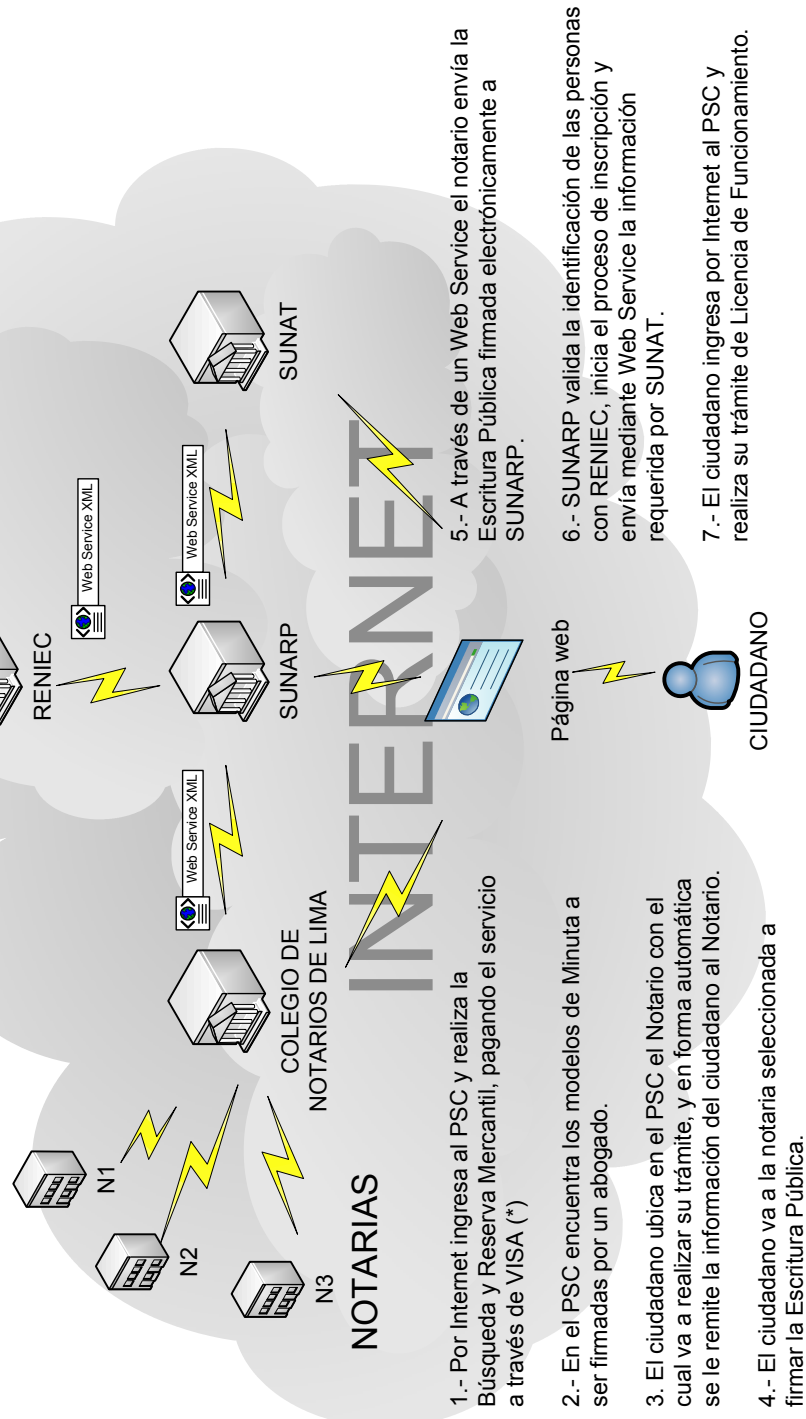 RENIEC
Web Service XML
Web Service XML
Web Service XML
SUNAT
SUNARP
COLEGIO DE
NOTARIOS DE LIMA
N1
N2
N3
NOTARIAS
INTERNET
Página web
CIUDADANO
1.- Por Internet ingresa al PSC y realiza la
Búsqueda y Reserva Mercantil, pagando el servicio
a través de VISA (*)
2.- En el PSC encuentra los modelos de Minuta a
ser firmadas por un abogado.
3. El ciudadano ubica en el PSC el Notario con el
cual va a realizar su trámite, y en forma automática
se le remite la información del ciudadano al Notario.
4.- El ciudadano va a la notaria seleccionada a
firmar la Escritura Pública.
5.- A través de un Web Service el notario envía la
Escritura Pública firmada electrónicamente a
SUNARP.
6.- SUNARP valida la identificación de las personas
con RENIEC, inicia el proceso de inscripción y
envía mediante Web Service la información
requerida por SUNAT.
7.- El ciudadano ingresa por Internet al PSC y
realiza su trámite de Licencia de Funcionamiento.